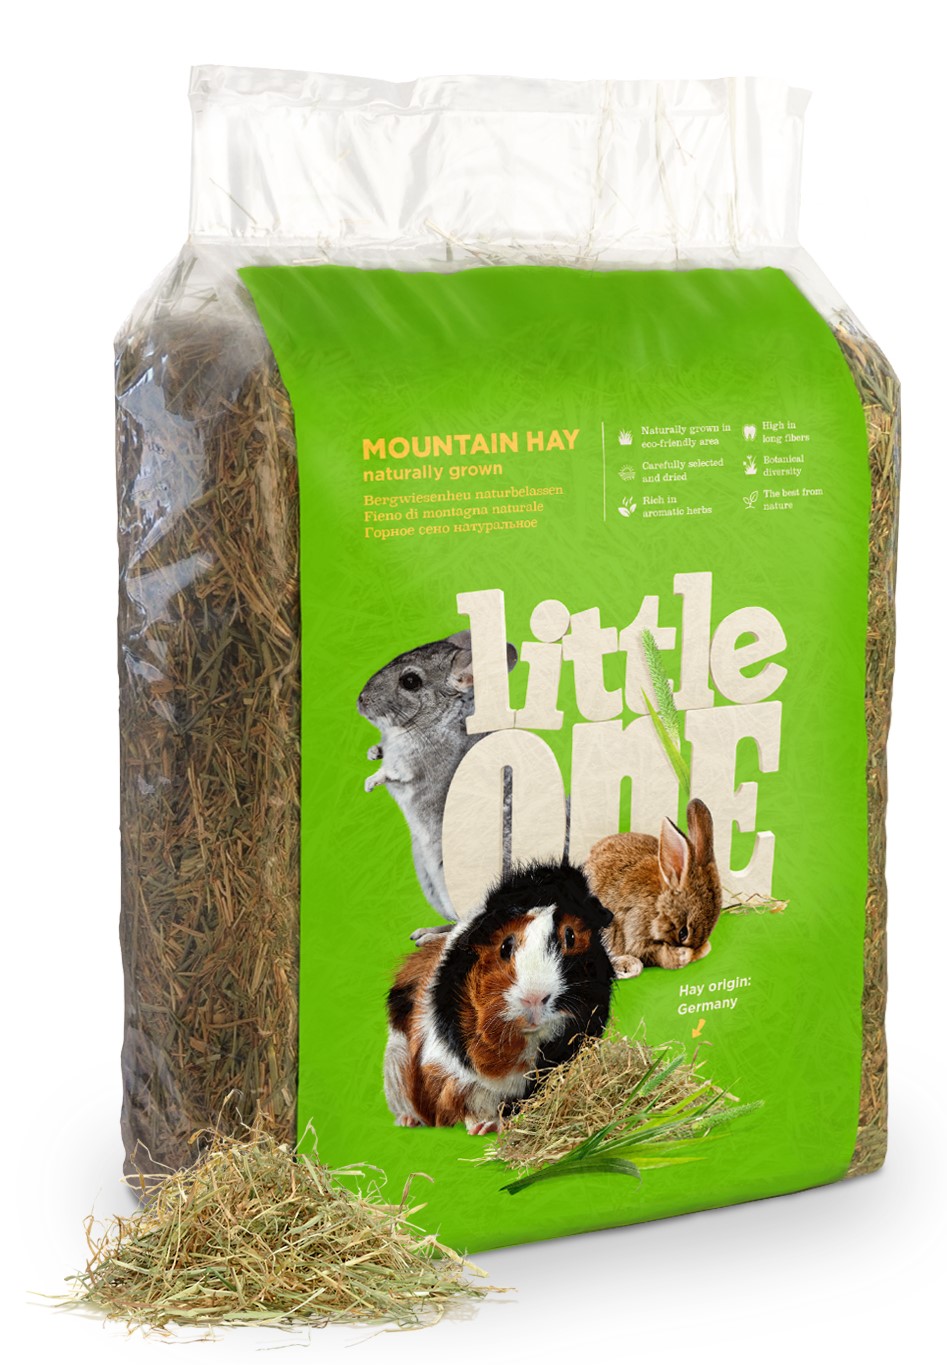 MOUNTAIN HAY
naturally grown
Bergwiesenheu naturbelassen
Fieno di montagna naturale
Горное сено натуральное
Naturally grown in
eco-friendly area
Carefully selected
and dried
Rich in
aromatic herbs
High in
long fibers
Botanical
diversity
The best from
nature
little
ONE
Hay origin:
Germany